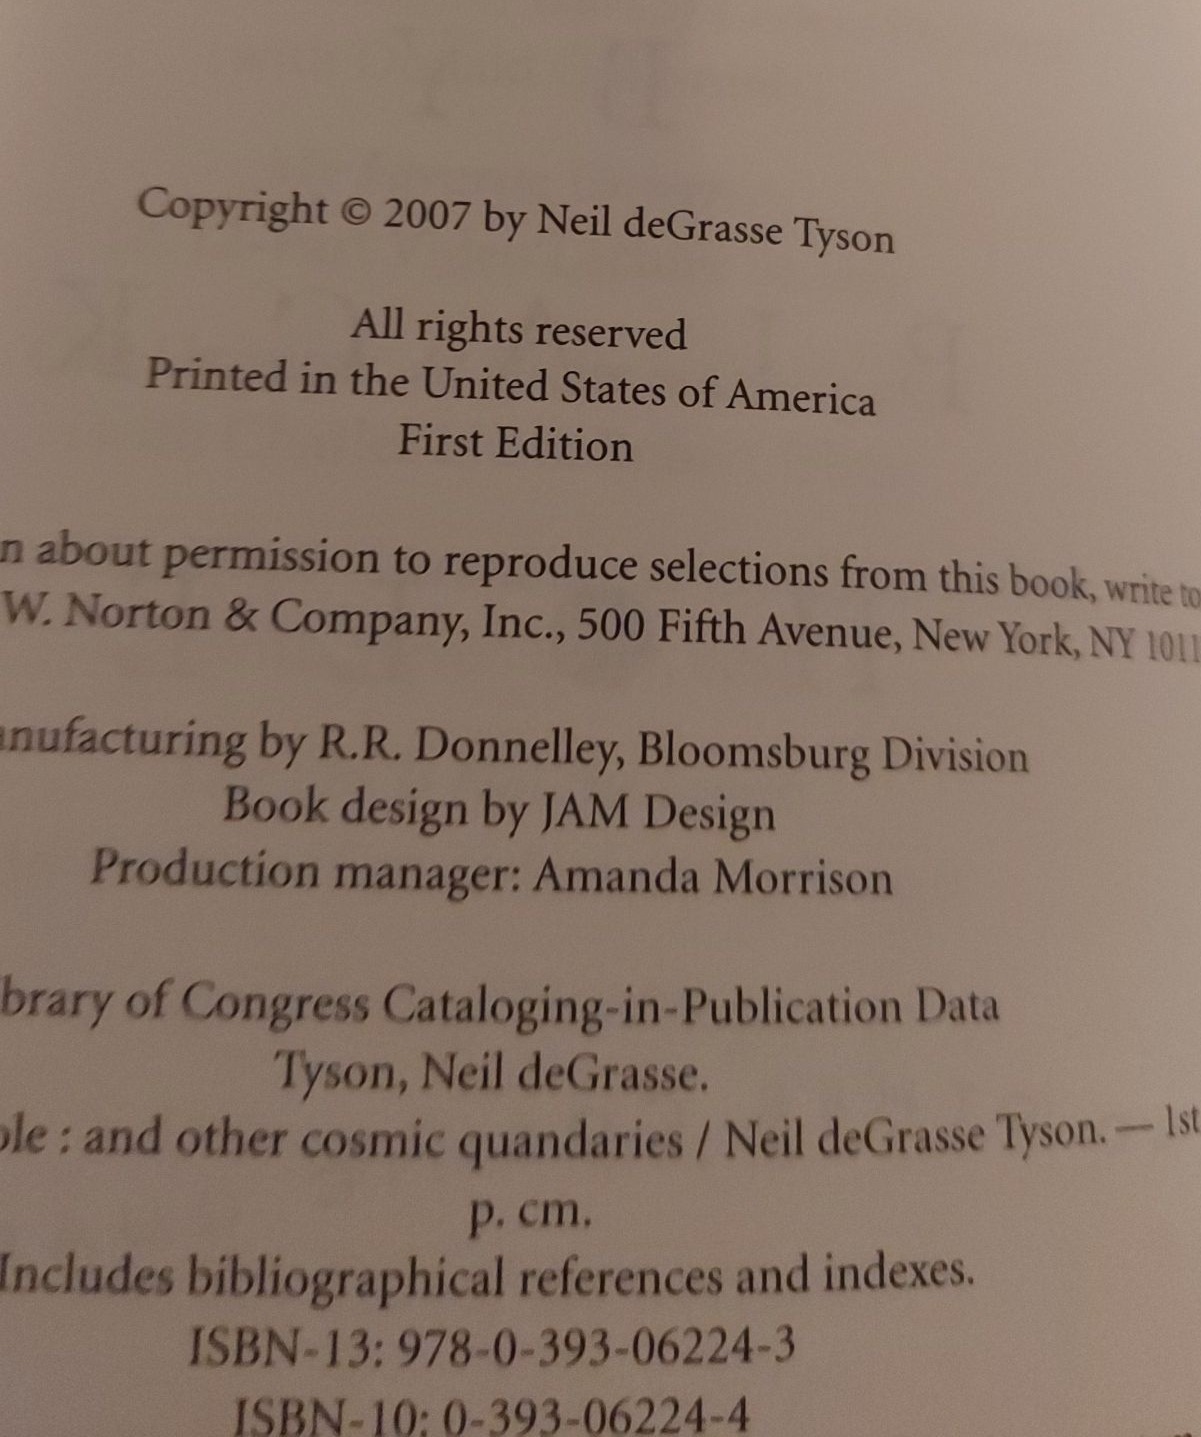 Copyright © 2007 by Neil deGrasse Tyson
All rights reserved
Printed in the United States of America
First Edition
n about permission to reproduce selections from this book, write to
W. Norton & Company, Inc., 500 Fifth Avenue, New York, NY 1011
anufacturing by R.R. Donnelley, Bloomsburg Division
Book design by JAM Design
Production manager: Amanda Morrison
brary of Congress Cataloging-in-Publication Data
Tyson, Neil deGrasse.
ole : and other cosmic quandaries / Neil deGrasse Tyson. — 1st
p. cm.
Includes bibliographical references and indexes.
ISBN-13: 978-0-393-06224-3
ISBN-10: 0-393-06224-4